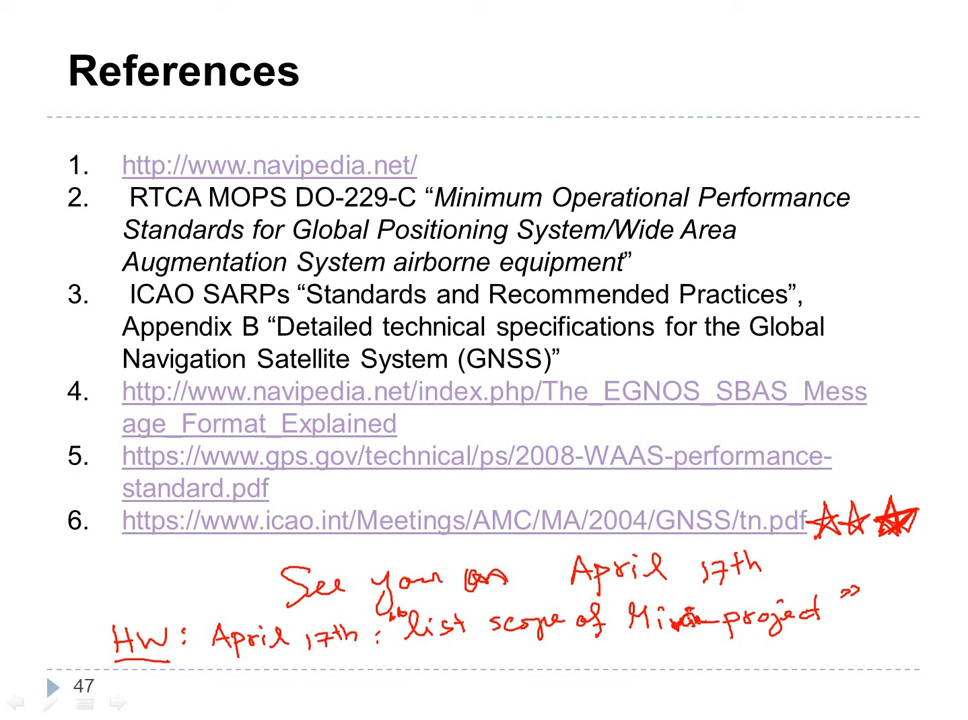 References
1. http://www.navipedia.net/
2. RTCA MOPS DO-229-C “Minimum Operational Performance
Standards for Global Positioning System/Wide Area
Augmentation System airborne equipment”
3. ICAO SARPs “Standards and Recommended Practices”,
Appendix B “Detailed technical specifications for the Global
Navigation Satellite System (GNSS)”
4. http://www.navipedia.net/index.php/The_EGNOS_SBAS_Mess
age_Format_Explained
5. https://www.gps.gov/technical/ps/2008-WAAS-performance-
standard.pdf
6. https://www.icao.int/Meetings/AMC/MA/2004/GNSS/tn.pdf
See you on April 17th
HW: April 17th: "list scope of Mini-project"
47